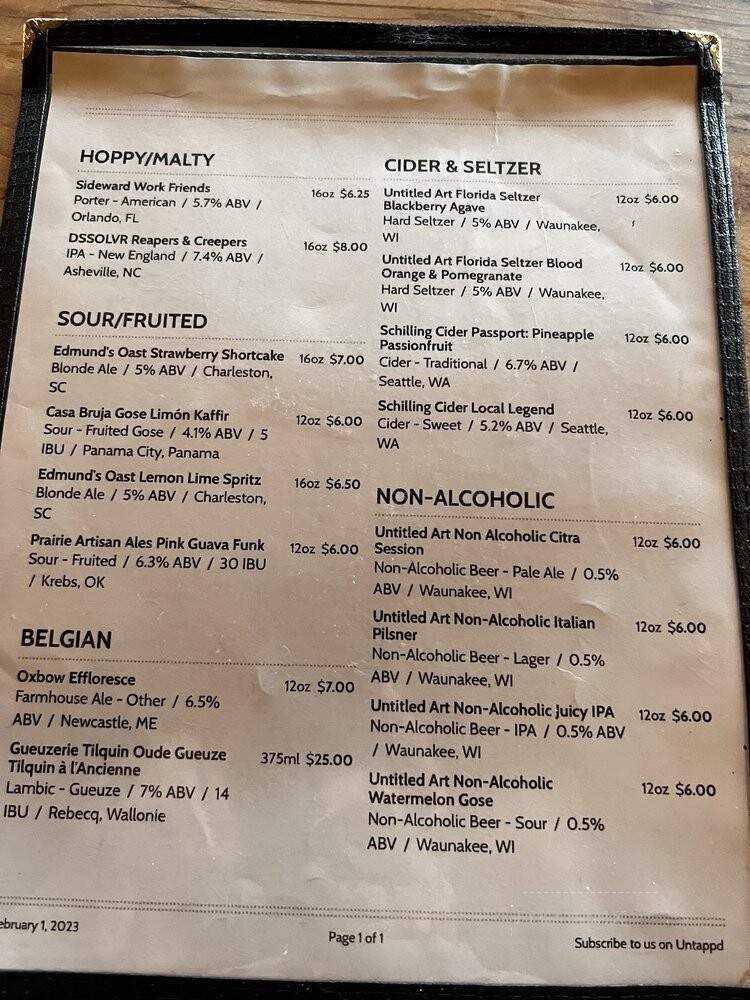 HOPPY/MALTY
Sideward Work Friends 16oz $6.25
Porter - American / 5.7% ABV /
Orlando, FL
DSSOLVR Reapers & Creepers 16oz $8.00
IPA - New England / 7.4% ABV /
Asheville, NC
SOUR/FRUITED
Edmund's Oast Strawberry Shortcake 16oz $7.00
Blonde Ale / 5% ABV / Charleston,
SC
Casa Bruja Gose Limón Kaffir 12oz $6.00
Sour - Fruited Gose / 4.1% ABV / 5
IBU / Panama City, Panama
Edmund's Oast Lemon Lime Spritz 16oz $6.50
Blonde Ale / 5% ABV / Charleston,
SC
Prairie Artisan Ales Pink Guava Funk 12oz $6.00
Sour - Fruited / 6.3% ABV / 30 IBU
/ Krebs, OK
BELGIAN
Oxbow Effloresce 12oz $7.00
Farmhouse Ale - Other / 6.5%
ABV / Newcastle, ME
Gueuzerie Tilquin Oude Gueuze 375ml $25.00
Tilquin à l'Ancienne
Lambic - Gueuze / 7% ABV / 14
IBU / Rebecq, Wallonie
CIDER & SELTZER
Untitled Art Florida Seltzer 12oz $6.00
Blackberry Agave
Hard Seltzer / 5% ABV / Waunakee,
WI
Untitled Art Florida Seltzer Blood 12oz $6.00
Orange & Pomegranate
Hard Seltzer / 5% ABV / Waunakee,
WI
Schilling Cider Passport: Pineapple 12oz $6.00
Passionfruit
Cider - Traditional / 6.7% ABV /
Seattle, WA
Schilling Cider Local Legend 12oz $6.00
Cider - Sweet / 5.2% ABV / Seattle,
WA
NON-ALCOHOLIC
Untitled Art Non Alcoholic Citra 12oz $6.00
Session
Non-Alcoholic Beer - Pale Ale / 0.5%
ABV / Waunakee, WI
Untitled Art Non-Alcoholic Italian 12oz $6.00
Pilsner
Non-Alcoholic Beer - Lager / 0.5%
ABV / Waunakee, WI
Untitled Art Non-Alcoholic Juicy IPA 12oz $6.00
Non-Alcoholic Beer - IPA / 0.5% ABV
/ Waunakee, WI
Untitled Art Non-Alcoholic 12oz $6.00
Watermelon Gose
Non-Alcoholic Beer - Sour / 0.5%
ABV / Waunakee, WI
ebruary 1, 2023
Page 1 of 1
Subscribe to us on Untappd